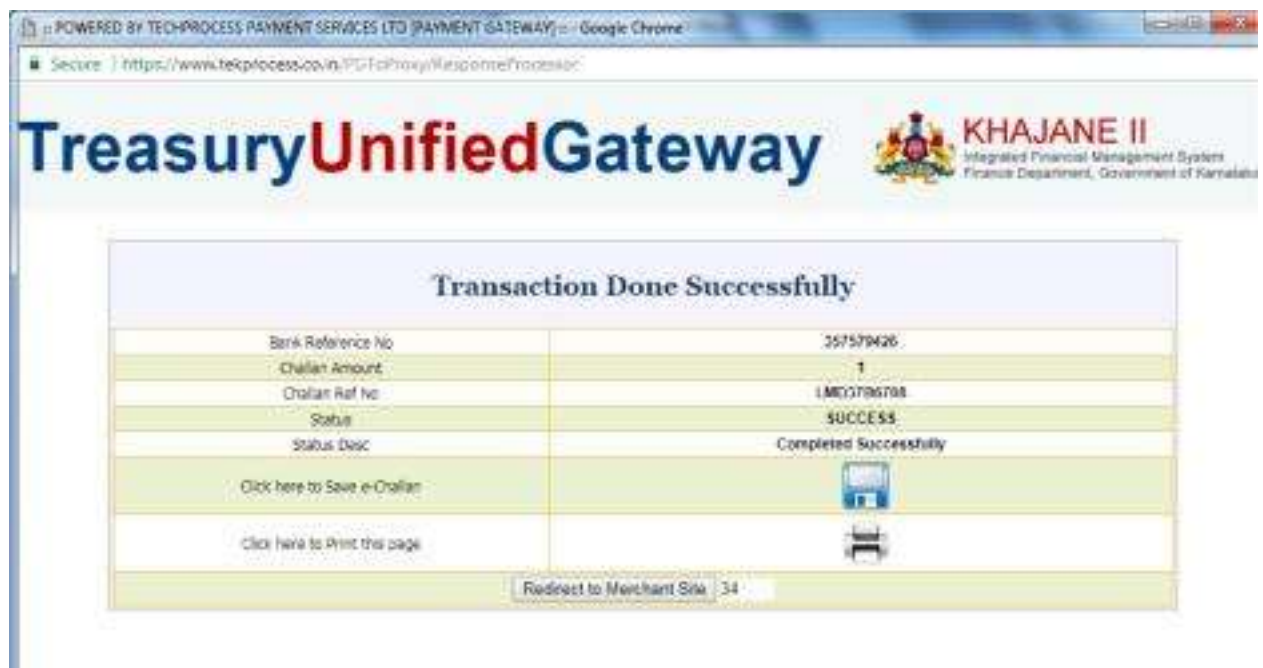 :: POWERED BY TECHPROCESS PAYMENT SERVICES LTD [PAYMENT GATEWAY] :: - Google Chrome
Secure | https://www.tekprocess.co.in/PGToProxy/ResponseProcessor
TreasuryUnifiedGateway
KHAJANE II
Integrated Financial Management System
Finance Department, Government of Karnataka
Transaction Done Successfully
Bank Reference No 357579426
Challan Amount 1
Challan Ref No
Status SUCCESS
Status Desc Completed Successfully
Click here to Save e-Challan
Click here to Print this page
Redirect to Merchant Site 34